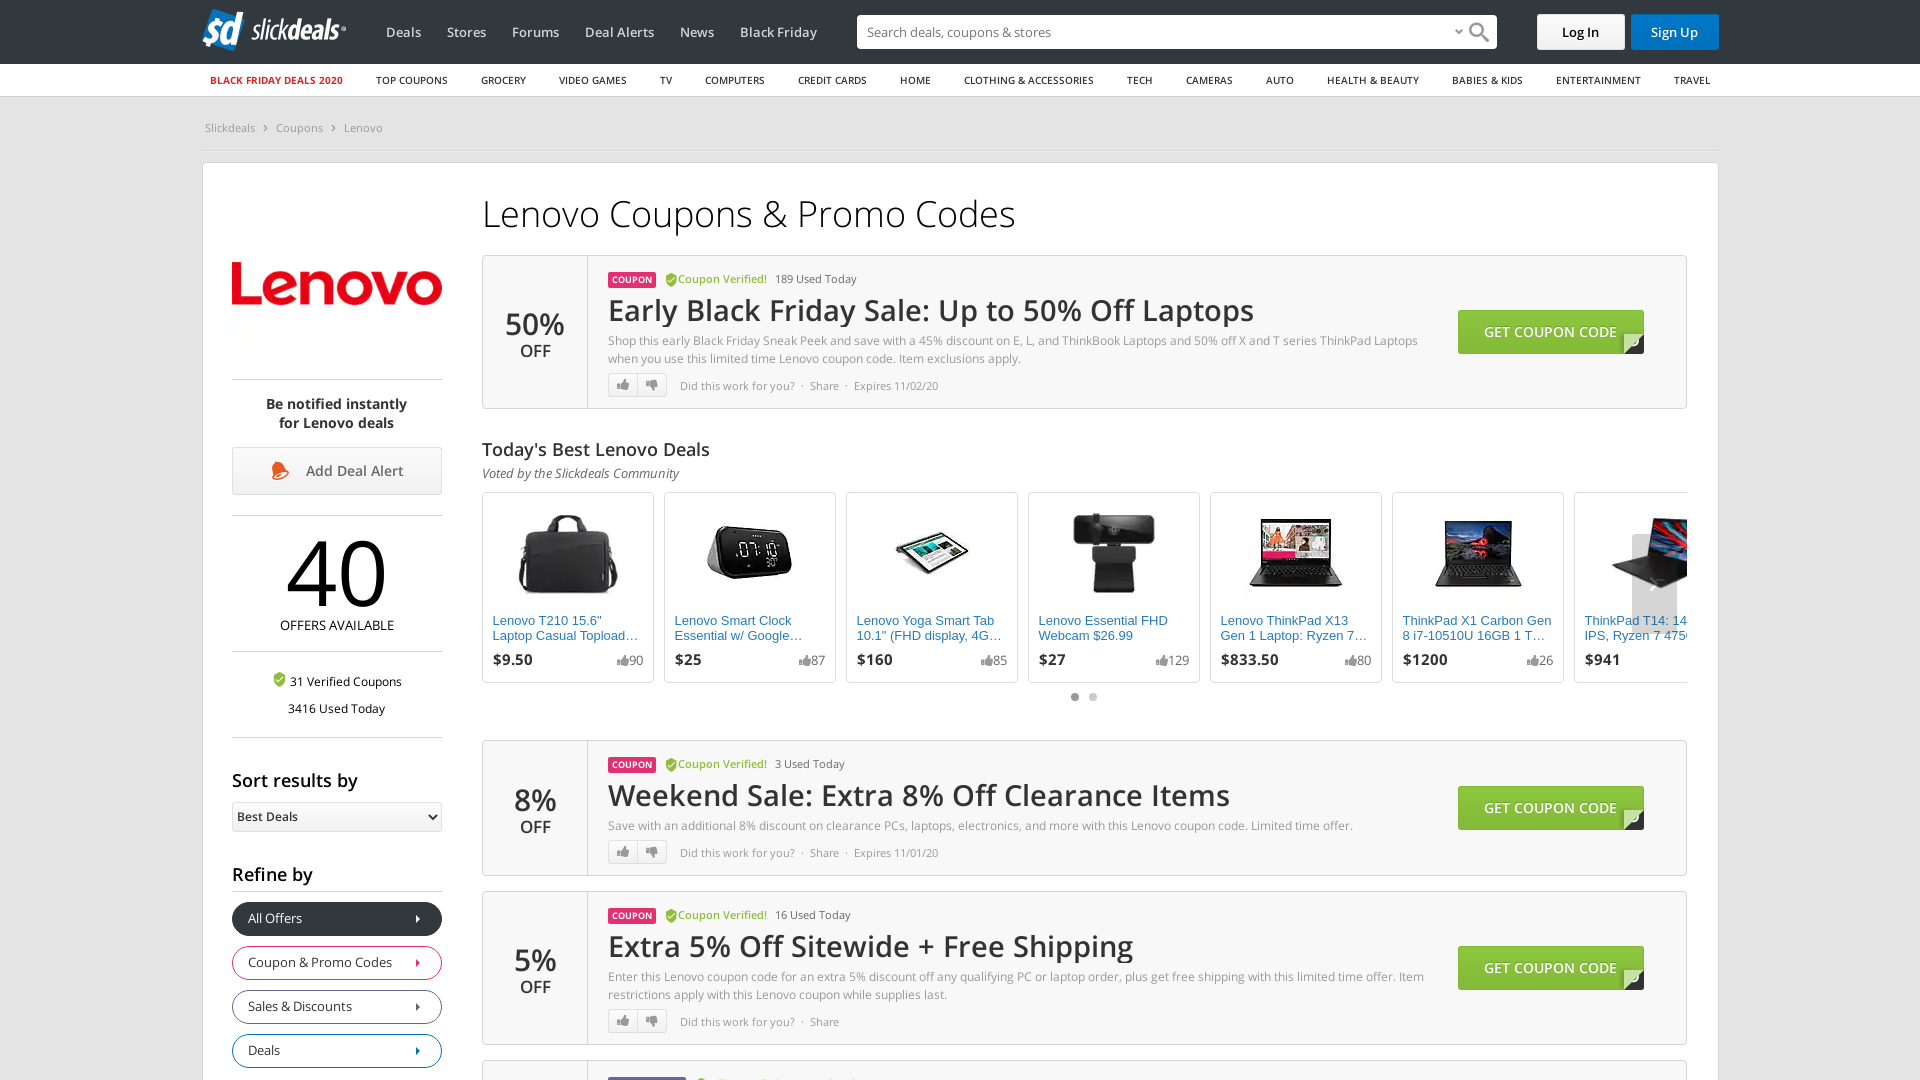 sd slickdeals
Deals
Stores
Forums
Deal Alerts
News
Black Friday
Search deals, coupons & stores
Log In
Sign Up
BLACK FRIDAY DEALS 2020
TOP COUPONS
GROCERY
VIDEO GAMES
TV
COMPUTERS
CREDIT CARDS
HOME
CLOTHING & ACCESSORIES
TECH
CAMERAS
AUTO
HEALTH & BEAUTY
BABIES & KIDS
ENTERTAINMENT
TRAVEL
Slickdeals › Coupons › Lenovo
Lenovo
Be notified instantly
for Lenovo deals
Add Deal Alert
40
OFFERS AVAILABLE
31 Verified Coupons
3416 Used Today
Sort results by
Best Deals
Refine by
All Offers
Coupon & Promo Codes
Sales & Discounts
Deals
Lenovo Coupons & Promo Codes
50%
OFF
COUPON Coupon Verified! 189 Used Today
Early Black Friday Sale: Up to 50% Off Laptops
Shop this early Black Friday Sneak Peek and save with a 45% discount on E, L, and ThinkBook Laptops and 50% off X and T series ThinkPad Laptops
when you use this limited time Lenovo coupon code. Item exclusions apply.
Did this work for you? · Share · Expires 11/02/20
GET COUPON CODE
Today's Best Lenovo Deals
Voted by the Slickdeals Community
07:10
Lenovo T210 15.6"
Laptop Casual Topload…
$9.50
90
Lenovo Smart Clock
Essential w/ Google…
$25
87
Lenovo Yoga Smart Tab
10.1" (FHD display, 4G…
$160
85
Lenovo Essential FHD
Webcam $26.99
$27
129
Lenovo ThinkPad X13
Gen 1 Laptop: Ryzen 7…
$833.50
80
ThinkPad X1 Carbon Gen
8 i7-10510U 16GB 1 T…
$1200
26
ThinkPad T14: 14
IPS, Ryzen 7 475
$941
8%
OFF
COUPON Coupon Verified! 3 Used Today
Weekend Sale: Extra 8% Off Clearance Items
Save with an additional 8% discount on clearance PCs, laptops, electronics, and more with this Lenovo coupon code. Limited time offer.
Did this work for you? · Share · Expires 11/01/20
GET COUPON CODE
5%
OFF
COUPON Coupon Verified! 16 Used Today
Extra 5% Off Sitewide + Free Shipping
Enter this Lenovo coupon code for an extra 5% discount off any qualifying PC or laptop order, plus get free shipping with this limited time offer. Item
restrictions apply with this Lenovo coupon while supplies last.
Did this work for you? · Share
GET COUPON CODE